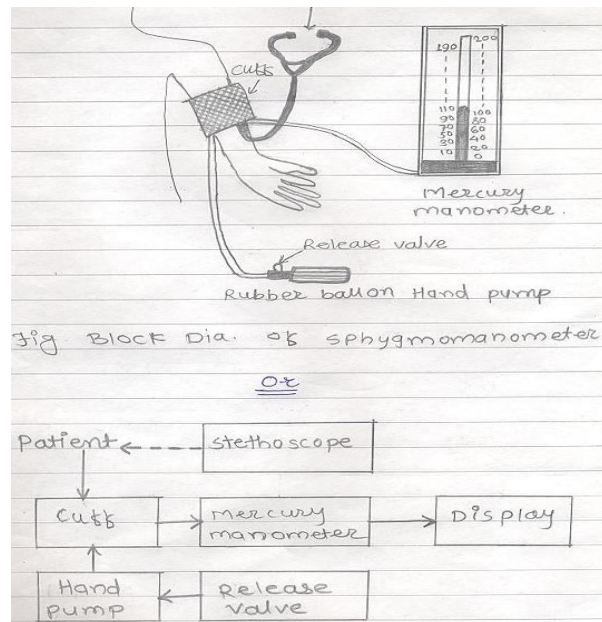 Cuff
190 200
110 100
90 80
70 60
50 40
30 20
10 0
Mercury
manometer.
Release valve
Rubber ballon Hand pump
Fig Block Dia. of sphygmomanometer
Or
Patient
stethoscope
Cuff
Mercury
manometer
Display
Hand
pump
Release
valve